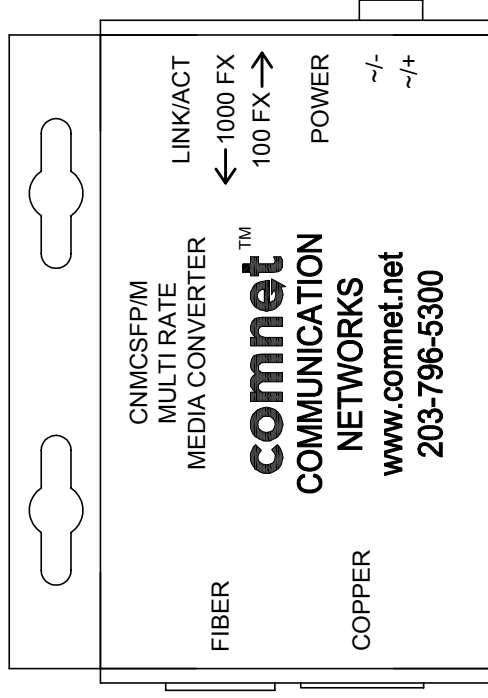 CNMCSFP/M
MULTI RATE
MEDIA CONVERTER
comnet™
COMMUNICATION
NETWORKS
www.comnet.net
203-796-5300
FIBER
COPPER
LINK/ACT
←1000 FX
100 FX→
POWER
~/-
~/+